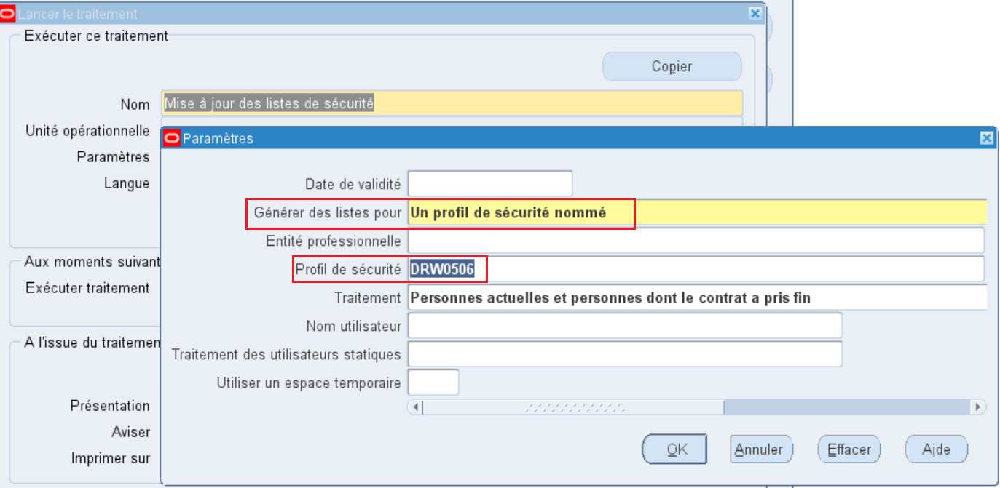 Lancer le traitement
Exécuter ce traitement
Copier
Nom Mise à jour des listes de sécurité
Unité opérationnelle
Paramètres
Langue
Aux moments suivant
Exécuter traitement
A l'issue du traitemen
Présentation
Aviser
Imprimer sur
Paramètres
Date de validité
Générer des listes pour Un profil de sécurité nommé
Entité professionnelle
Profil de sécurité DRW0506
Traitement Personnes actuelles et personnes dont le contrat a pris fin
Nom utilisateur
Traitement des utilisateurs statiques
Utiliser un espace temporaire
OK Annuler Effacer Aide